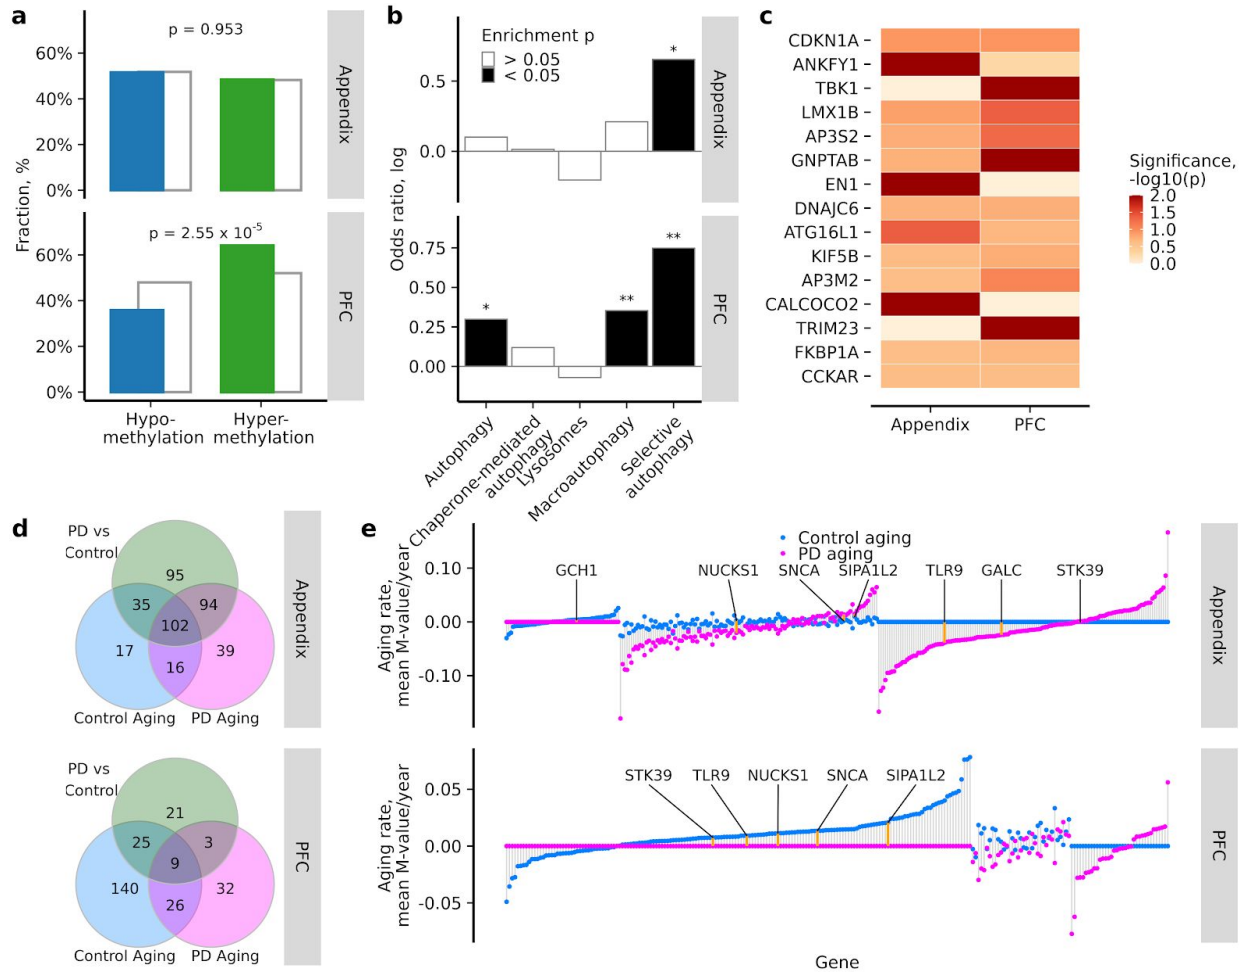 a
p = 0.953
60%
40%
20%
0%
Appendix
p = 2.55 x 10-5
60%
40%
20%
0%
PFC
Fraction, %
Hypo-
methylation
Hyper-
methylation
b
Enrichment p
> 0.05
< 0.05
*
0.5
0.0
Appendix
Odds ratio, log
*
**
**
0.75
0.50
0.25
0.00
PFC
Autophagy
Chaperone-mediated
autophagy
Lysosomes
Macroautophagy
Selective
autophagy
c
CDKN1A
ANKFY1
TBK1
LMX1B
AP3S2
GNPTAB
EN1
DNAJC6
ATG16L1
KIF5B
AP3M2
CALCOCO2
TRIM23
FKBP1A
CCKAR
Appendix
PFC
Significance,
-log10(p)
2.0
1.5
1.0
0.5
0.0
d
PD vs
Control
95
35
94
102
17
16
39
Control Aging
PD Aging
Appendix
PD vs
Control
21
25
3
9
140
26
32
Control Aging
PD Aging
PFC
e
Control aging
PD aging
Aging rate,
mean M-value/year
0.10
0.00
-0.10
GCH1
NUCKS1
SNCA
SIPA1L2
TLR9
GALC
STK39
Appendix
Aging rate,
mean M-value/year
0.05
0.00
-0.05
STK39
TLR9
NUCKS1
SNCA
SIPA1L2
PFC
Gene